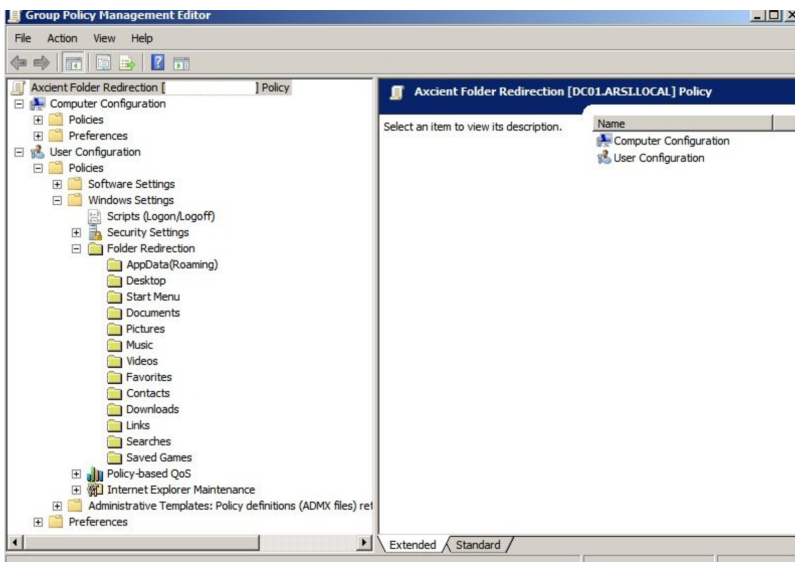 Group Policy Management Editor
File Action View Help
Axcient Folder Redirection [ ] Policy
Computer Configuration
Policies
Preferences
User Configuration
Policies
Software Settings
Windows Settings
Scripts (Logon/Logoff)
Security Settings
Folder Redirection
AppData(Roaming)
Desktop
Start Menu
Documents
Pictures
Music
Videos
Favorites
Contacts
Downloads
Links
Searches
Saved Games
Policy-based QoS
Internet Explorer Maintenance
Administrative Templates: Policy definitions (ADMX files) ret
Preferences
Axcient Folder Redirection [DC01.ARSI.LOCAL] Policy
Select an item to view its description.
Name
Computer Configuration
User Configuration
Extended Standard